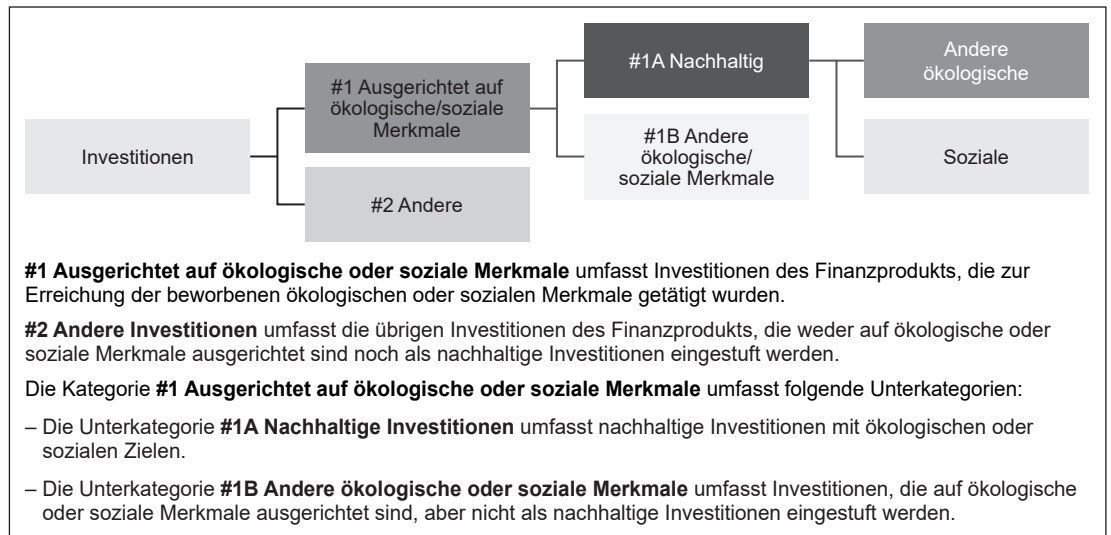 Investitionen
#1 Ausgerichtet auf
ökologische/soziale
Merkmale
#2 Andere
#1A Nachhaltig
#1B Andere
ökologische/
soziale Merkmale
Andere
ökologische
Soziale
#1 Ausgerichtet auf ökologische oder soziale Merkmale umfasst Investitionen des Finanzprodukts, die zur
Erreichung der beworbenen ökologischen oder sozialen Merkmale getätigt wurden.
#2 Andere Investitionen umfasst die übrigen Investitionen des Finanzprodukts, die weder auf ökologische oder
soziale Merkmale ausgerichtet sind noch als nachhaltige Investitionen eingestuft werden.
Die Kategorie #1 Ausgerichtet auf ökologische oder soziale Merkmale umfasst folgende Unterkategorien:
– Die Unterkategorie #1A Nachhaltige Investitionen umfasst nachhaltige Investitionen mit ökologischen oder
sozialen Zielen.
– Die Unterkategorie #1B Andere ökologische oder soziale Merkmale umfasst Investitionen, die auf ökologische
oder soziale Merkmale ausgerichtet sind, aber nicht als nachhaltige Investitionen eingestuft werden.